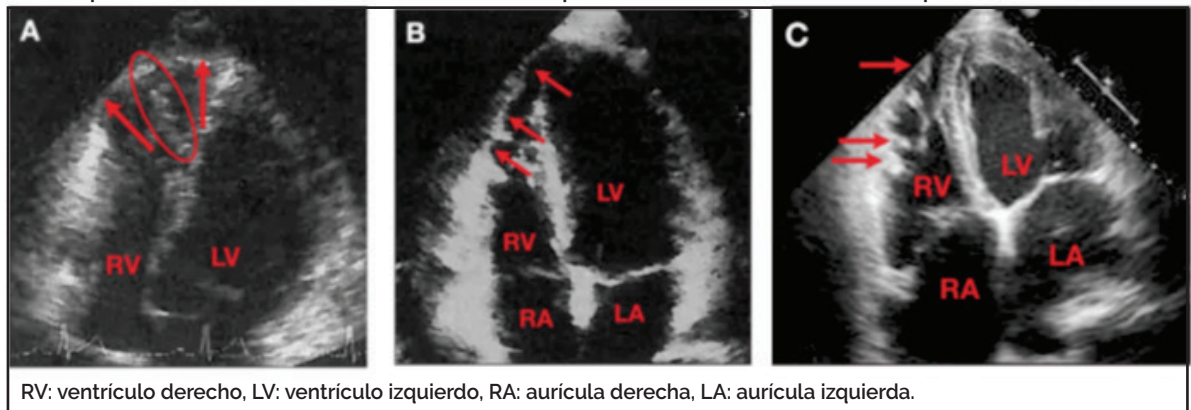 A
B
C
RV
LV
RV
LV
RA
LA
RV
LV
RA
LA
RV: ventrículo derecho, LV: ventrículo izquierdo, RA: aurícula derecha, LA: aurícula izquierda.